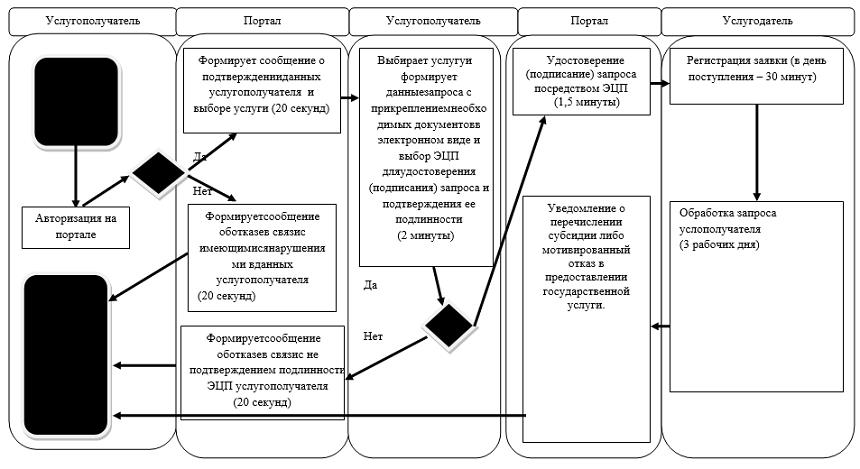 Услугополучатель
Портал
Услугополучатель
Портал
Услугодатель
Авторизация на
портале
Да
Нет
Формирует сообщение о
подтвержденииданных
услугополучателя и
выборе услуги (20 секунд)
Формируетсообщение
оботказев связис
имеющимисянарушения
ми вданных
услугополучателя
(20 секунд)
Формируетсообщение
оботказев связис не
подтверждением подлинности
ЭЦП услугополучателя
(20 секунд)
Выбирает услугуи
формирует
данныезапроса с
прикреплениемнеобхо
димых документовв
электронном виде и
выбор ЭЦП
дляудостоверения
(подписания) запроса и
подтверждения ее
подлинности
(2 минуты)
Да
Нет
Удостоверение
(подписание) запроса
посредством ЭЦП
(1,5 минуты)
Уведомление о
перечислении
субсидии либо
мотивированный
отказ в
предоставлении
государственной
услуги.
Регистрация заявки (в день
поступления – 30 минут)
Обработка запроса
услополучателя
(3 рабочих дня)